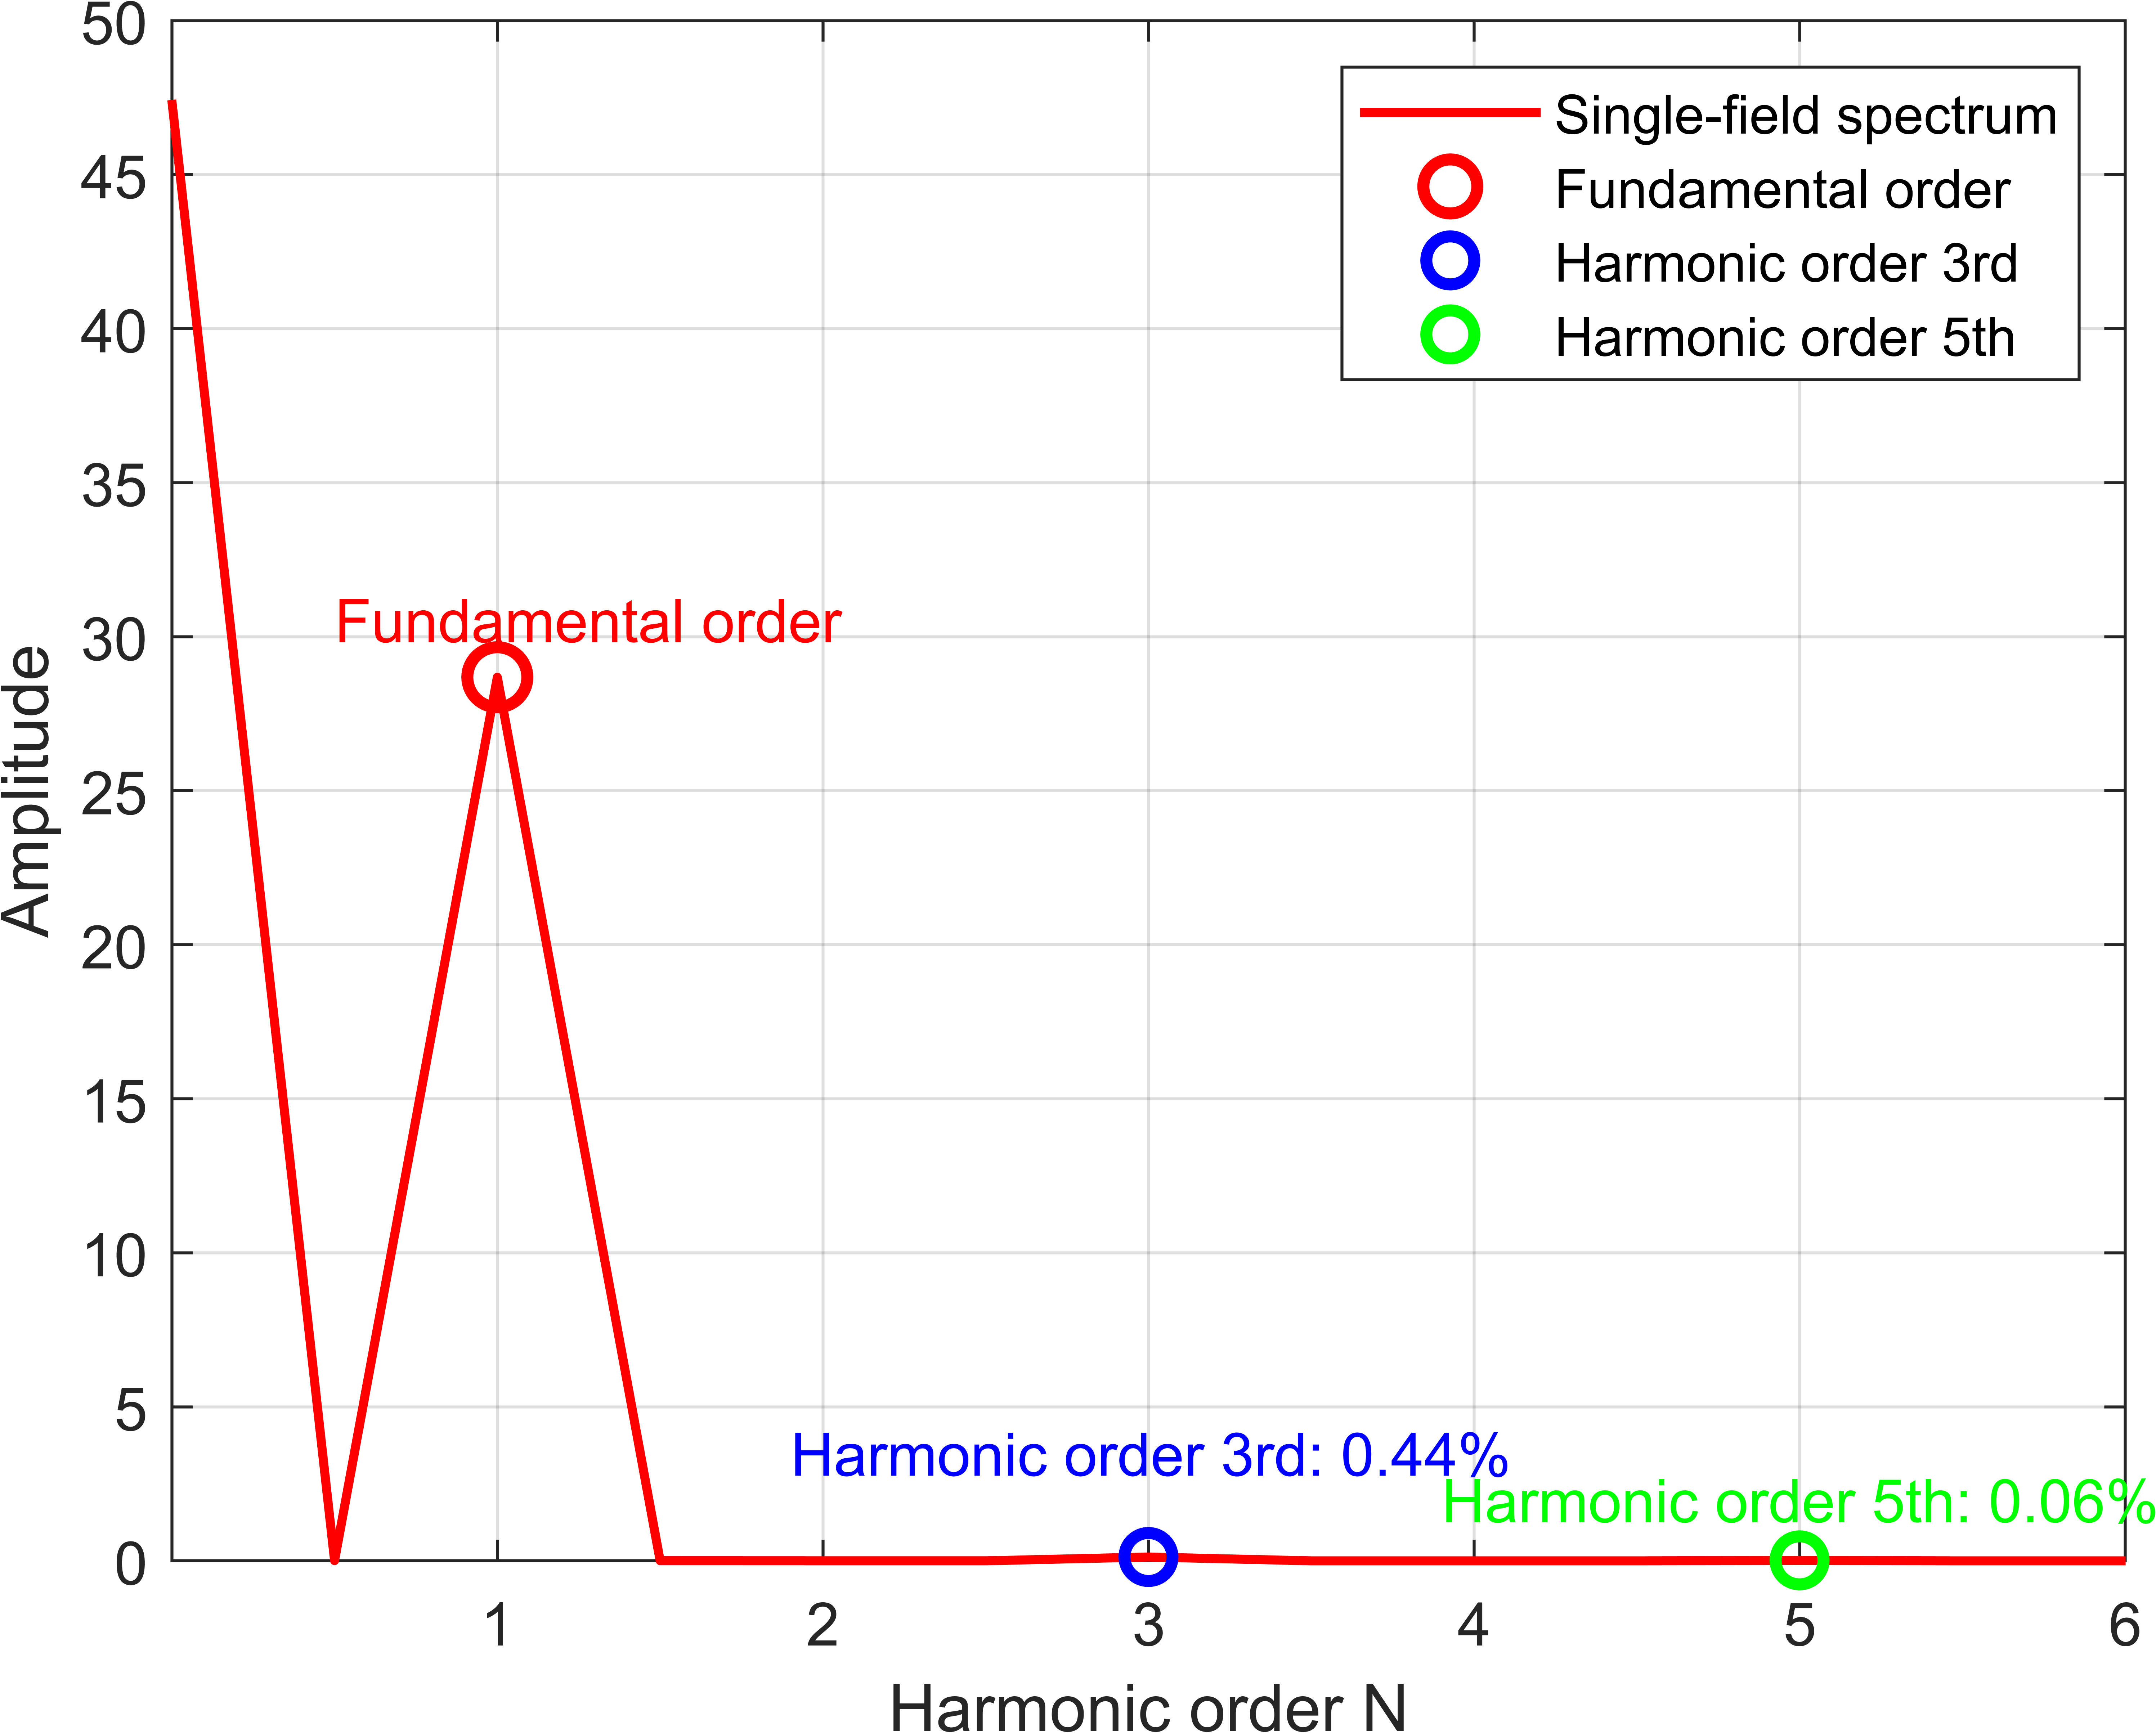 50
45
40
35
30
25
20
15
10
5
0
Amplitude
Single-field spectrum
Fundamental order
Harmonic order 3rd
Harmonic order 5th
Fundamental order
Harmonic order 3rd: 0.44%
Harmonic order 5th: 0.06%
1 2 3 4 5 6
Harmonic order N